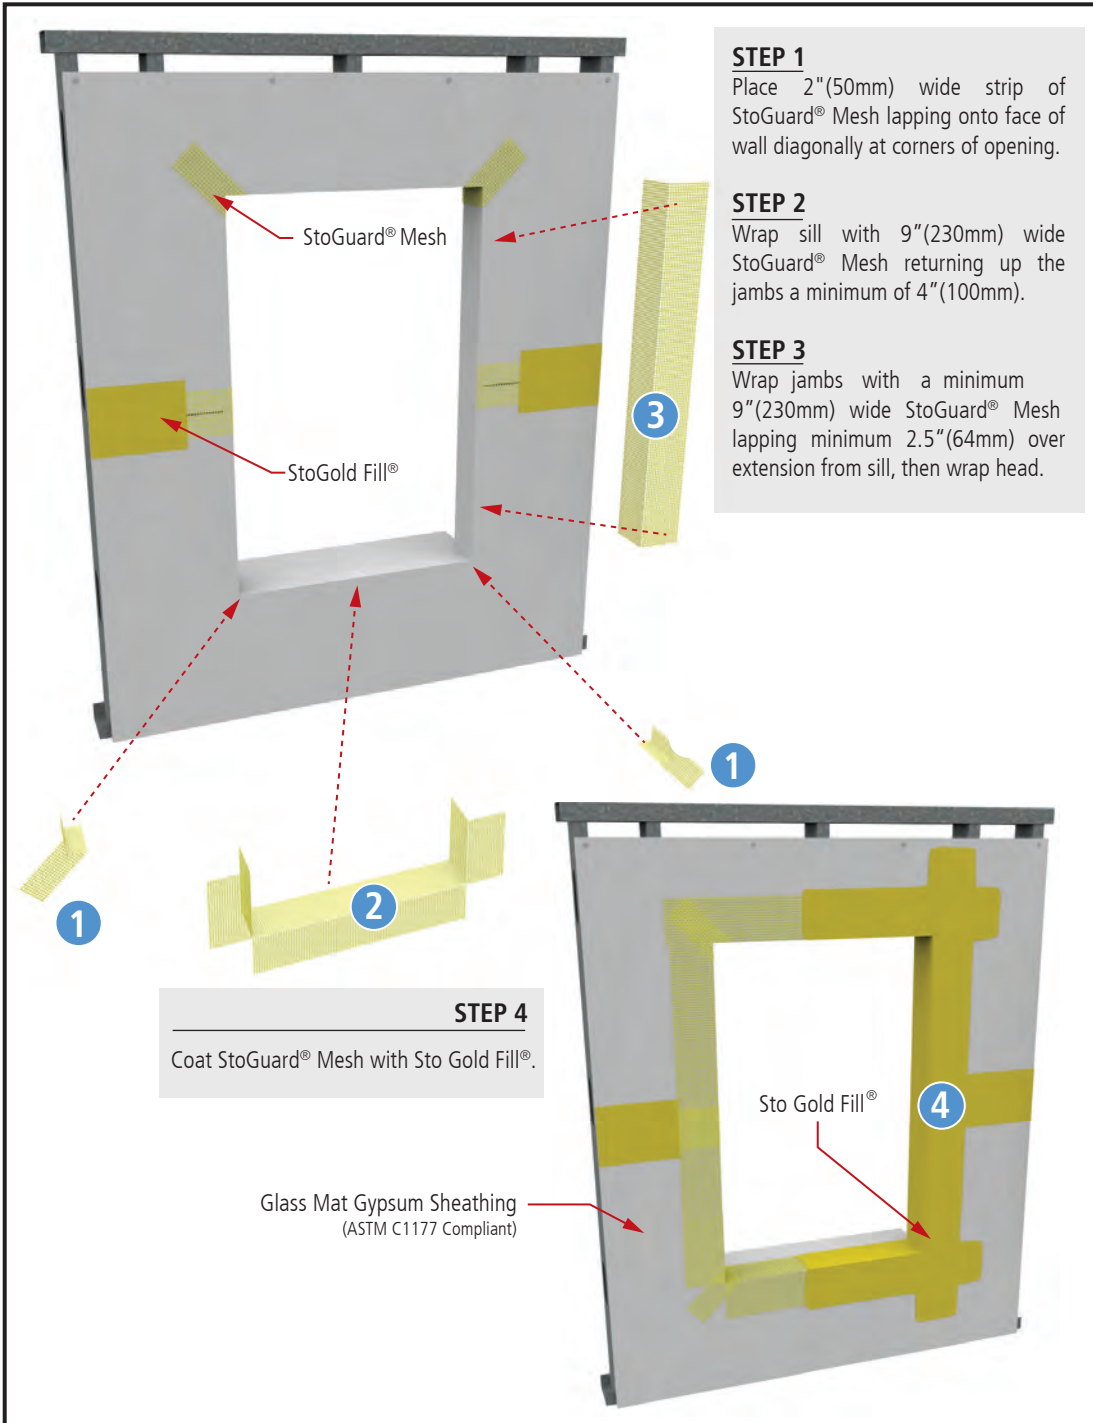 STEP 1
Place 2"(50mm) wide strip of
StoGuard® Mesh lapping onto face of
wall diagonally at corners of opening.
STEP 2
Wrap sill with 9"(230mm) wide
StoGuard® Mesh returning up the
jambs a minimum of 4"(100mm).
STEP 3
Wrap jambs with a minimum
9"(230mm) wide StoGuard® Mesh
lapping minimum 2.5"(64mm) over
extension from sill, then wrap head.
StoGuard® Mesh
StoGold Fill®
3
1
1
2
STEP 4
Coat StoGuard® Mesh with Sto Gold Fill®.
Sto Gold Fill®
4
Glass Mat Gypsum Sheathing
(ASTM C1177 Compliant)